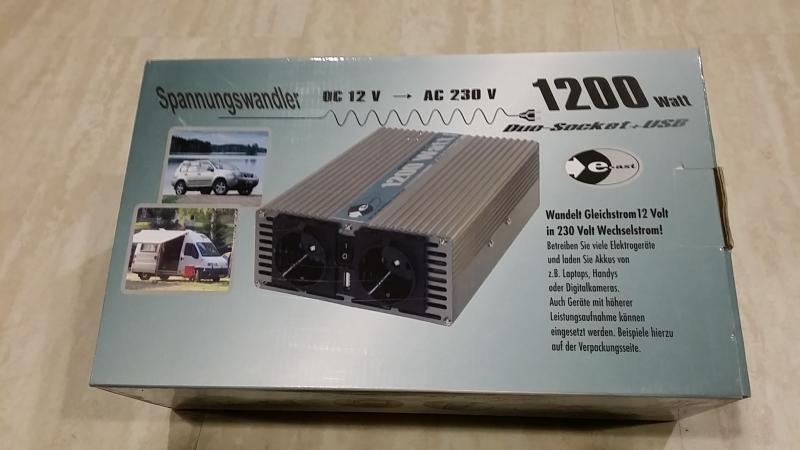 Spannungswandler DC 12 V → AC 230 V 1200 Watt
Duo-Socket+USB
e-ast
1200 Watt
Wandelt Gleichstrom12 Volt
in 230 Volt Wechselstrom!
Betreiben Sie viele Elektrogeräte
und laden Sie Akkus von
z.B. Laptops, Handys
oder Digitalkameras.
Auch Geräte mit höherer
Leistungsaufnahme können
eingesetzt werden. Beispiele hierzu
auf der Verpackungsseite.